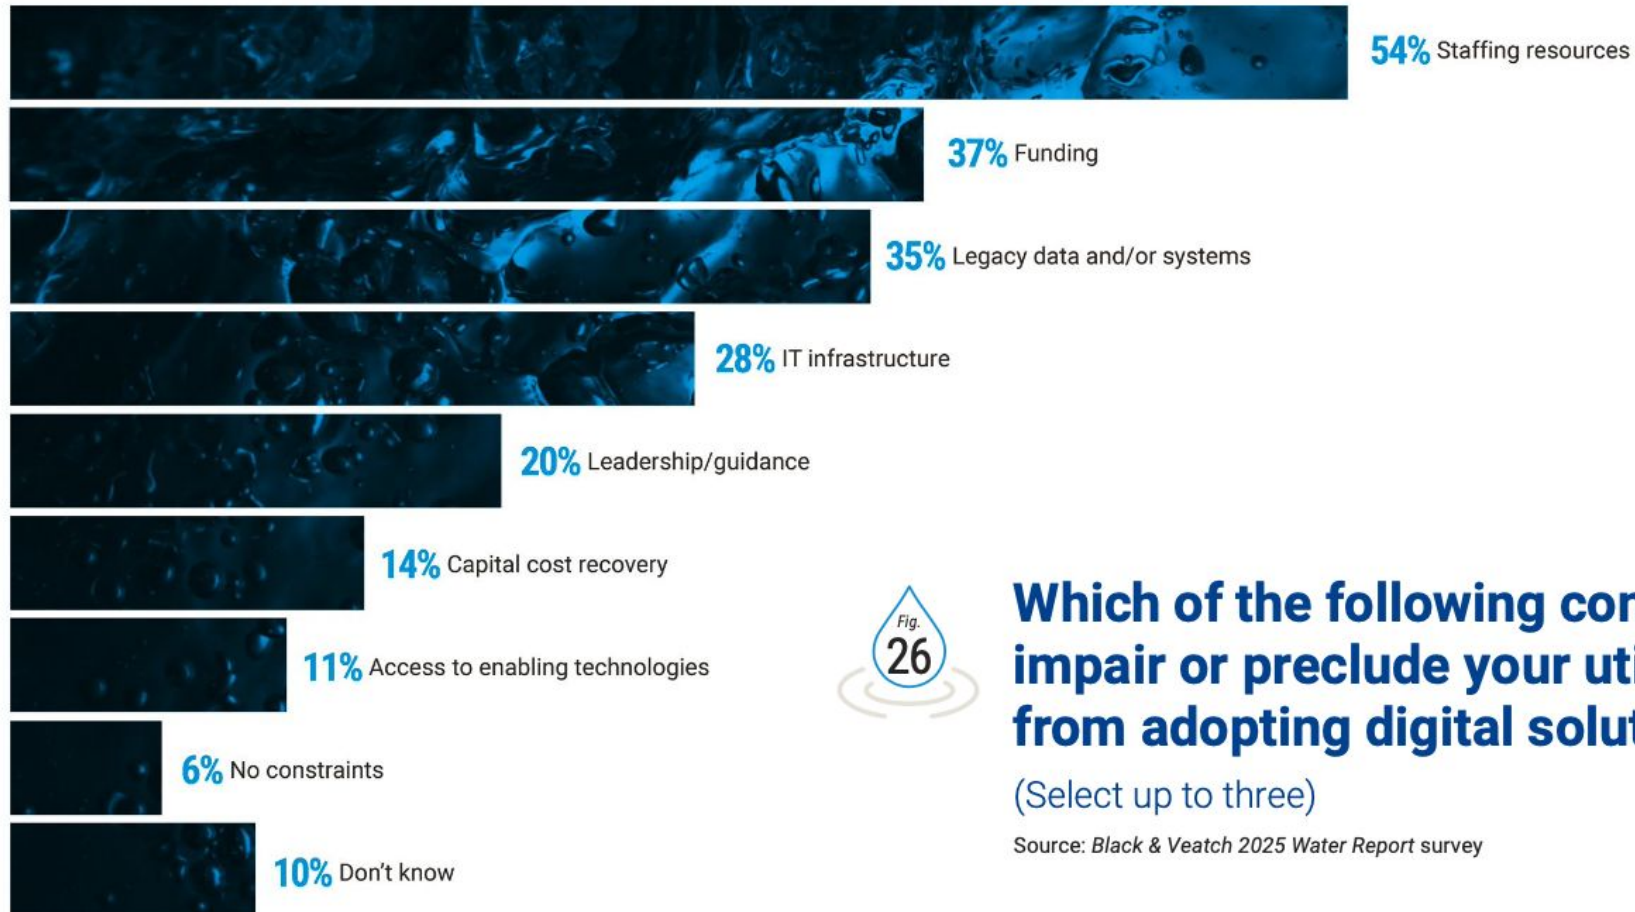 54% Staffing resources
37% Funding
35% Legacy data and/or systems
28% IT infrastructure
20% Leadership/guidance
14% Capital cost recovery
11% Access to enabling technologies
6% No constraints
10% Don't know
Fig.
26
Which of the following
impair or preclude your
from adopting digital
(Select up to three)
Source: Black & Veatch 2025 Water Report survey